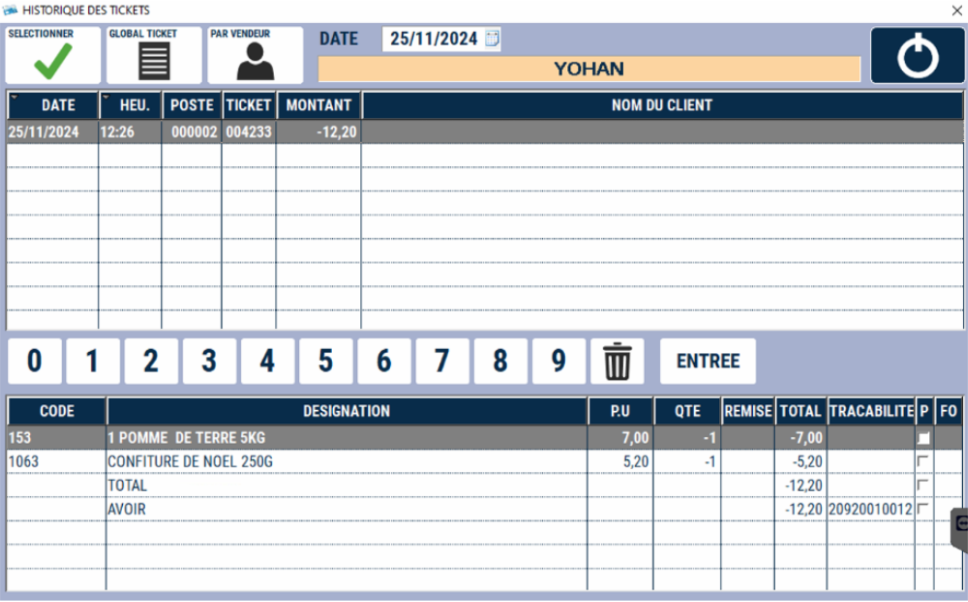 HISTORIQUE DES TICKETS
SELECTIONNER GLOBAL TICKET PAR VENDEUR
DATE 25/11/2024
YOHAN
DATE HEU. POSTE TICKET MONTANT NOM DU CLIENT
25/11/2024 12:26 000002 004233 -12,20
0 1 2 3 4 5 6 7 8 9 ENTREE
CODE DESIGNATION P.U QTE REMISE TOTAL TRACABILITE P FO
153 1 POMME DE TERRE 5KG 7,00 -1 -7,00
1063 CONFITURE DE NOEL 250G 5,20 -1 -5,20
TOTAL -12,20
AVOIR -12,20 20920010012